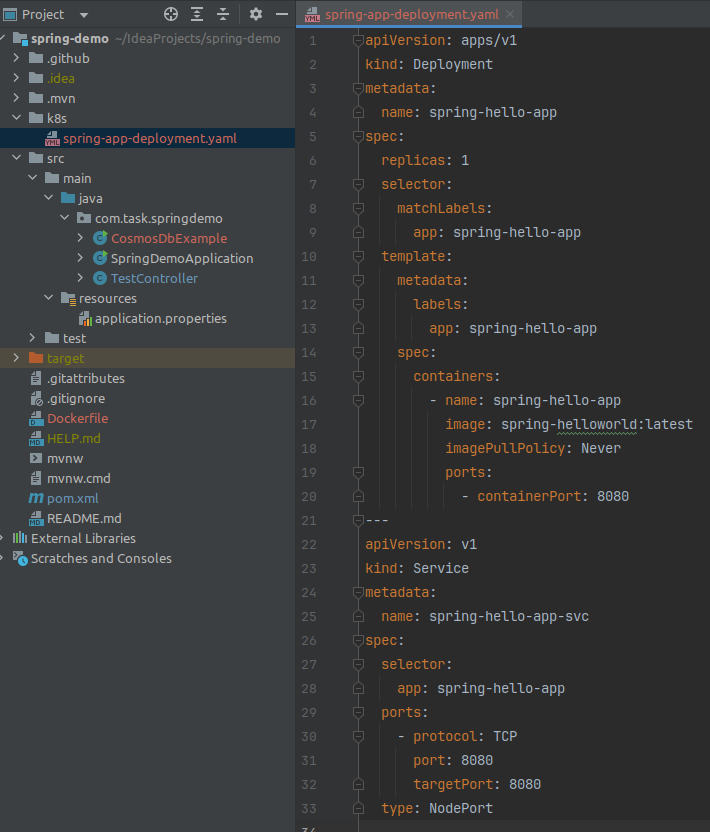 Project
spring-demo ~/IdeaProjects/spring-demo
.github
.idea
.mvn
k8s
spring-app-deployment.yaml
src
main
java
com.task.springdemo
CosmosDbExample
SpringDemoApplication
TestController
resources
application.properties
test
target
.gitattributes
.gitignore
Dockerfile
HELP.md
mvnw
mvnw.cmd
pom.xml
README.md
External Libraries
Scratches and Consoles
spring-app-deployment.yaml
1 apiVersion: apps/v1
2 kind: Deployment
3 metadata:
4   name: spring-hello-app
5 spec:
6   replicas: 1
7   selector:
8     matchLabels:
9       app: spring-hello-app
10   template:
11     metadata:
12       labels:
13         app: spring-hello-app
14     spec:
15       containers:
16         - name: spring-hello-app
17           image: spring-helloworld:latest
18           imagePullPolicy: Never
19           ports:
20             - containerPort: 8080
21 ---
22 apiVersion: v1
23 kind: Service
24 metadata:
25   name: spring-hello-app-svc
26 spec:
27   selector:
28     app: spring-hello-app
29   ports:
30     - protocol: TCP
31       port: 8080
32       targetPort: 8080
33   type: NodePort
34